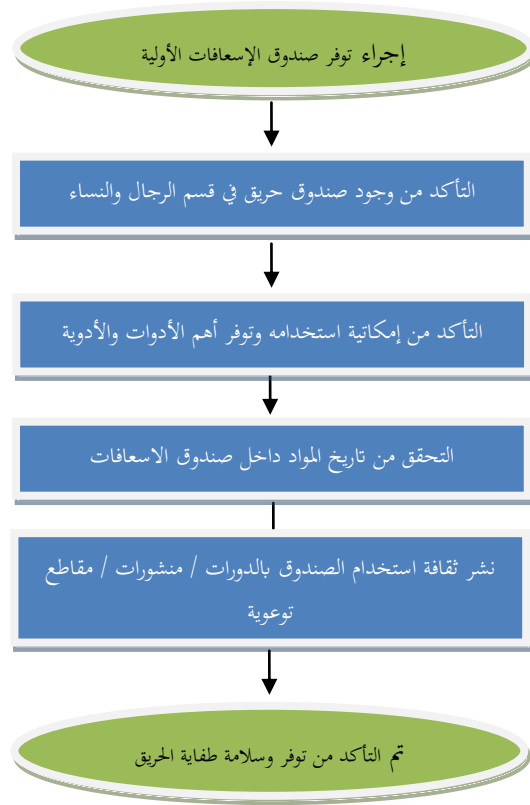 إجراء توفر صندوق الإسعافات الأولية
التأكد من وجود صندوق حريق في قسم الرجال والنساء
التأكد من إمكاتية استخدامه وتوفر أهم الأدوات والأدوية
التحقق من تاريخ المواد داخل صندوق الاسعافات
نشر ثقافة استخدام الصندوق بالدورات / منشورات / مقاطع
توعوية
تم التأكد من توفر وسلامة طفاية الحريق